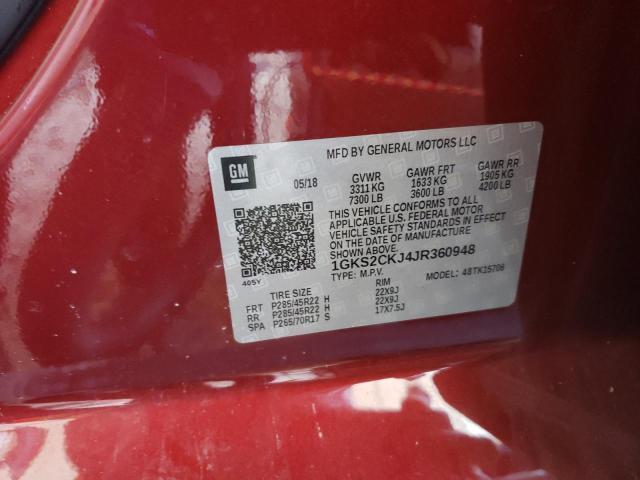 MFD BY GENERAL MOTORS LLC
GM
05/18
GVWR GAWR FRT GAWR RR
3311 KG 1633 KG 1905 KG
7300 LB 3600 LB 4200 LB
THIS VEHICLE CONFORMS TO ALL
APPLICABLE U.S. FEDERAL MOTOR
VEHICLE SAFETY STANDARDS IN EFFECT
ON THE DATE OF MANUFACTURE
SHOWN ABOVE.
1GKS2CKJ4JR360948
TYPE: M.P.V. MODEL: 48TK15706
405Y
TIRE SIZE RIM
FRT P285/45R22 H 22X9J
RR P285/45R22 H 22X9J
SPA P265/70R17 S 17X7.5J